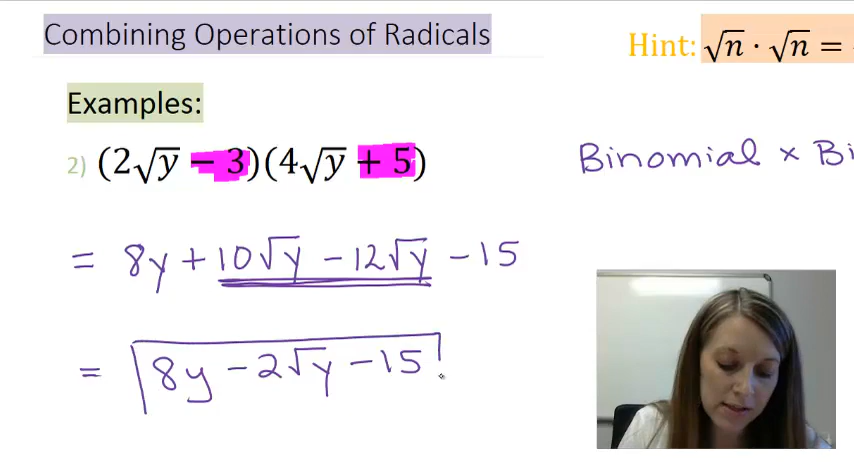 Combining Operations of Radicals
Hint: √n · √n =
Examples:
2) (2√y − 3)(4√y + 5)
Binomial × Bi
= 8y + 10√y − 12√y − 15
= 8y − 2√y − 15